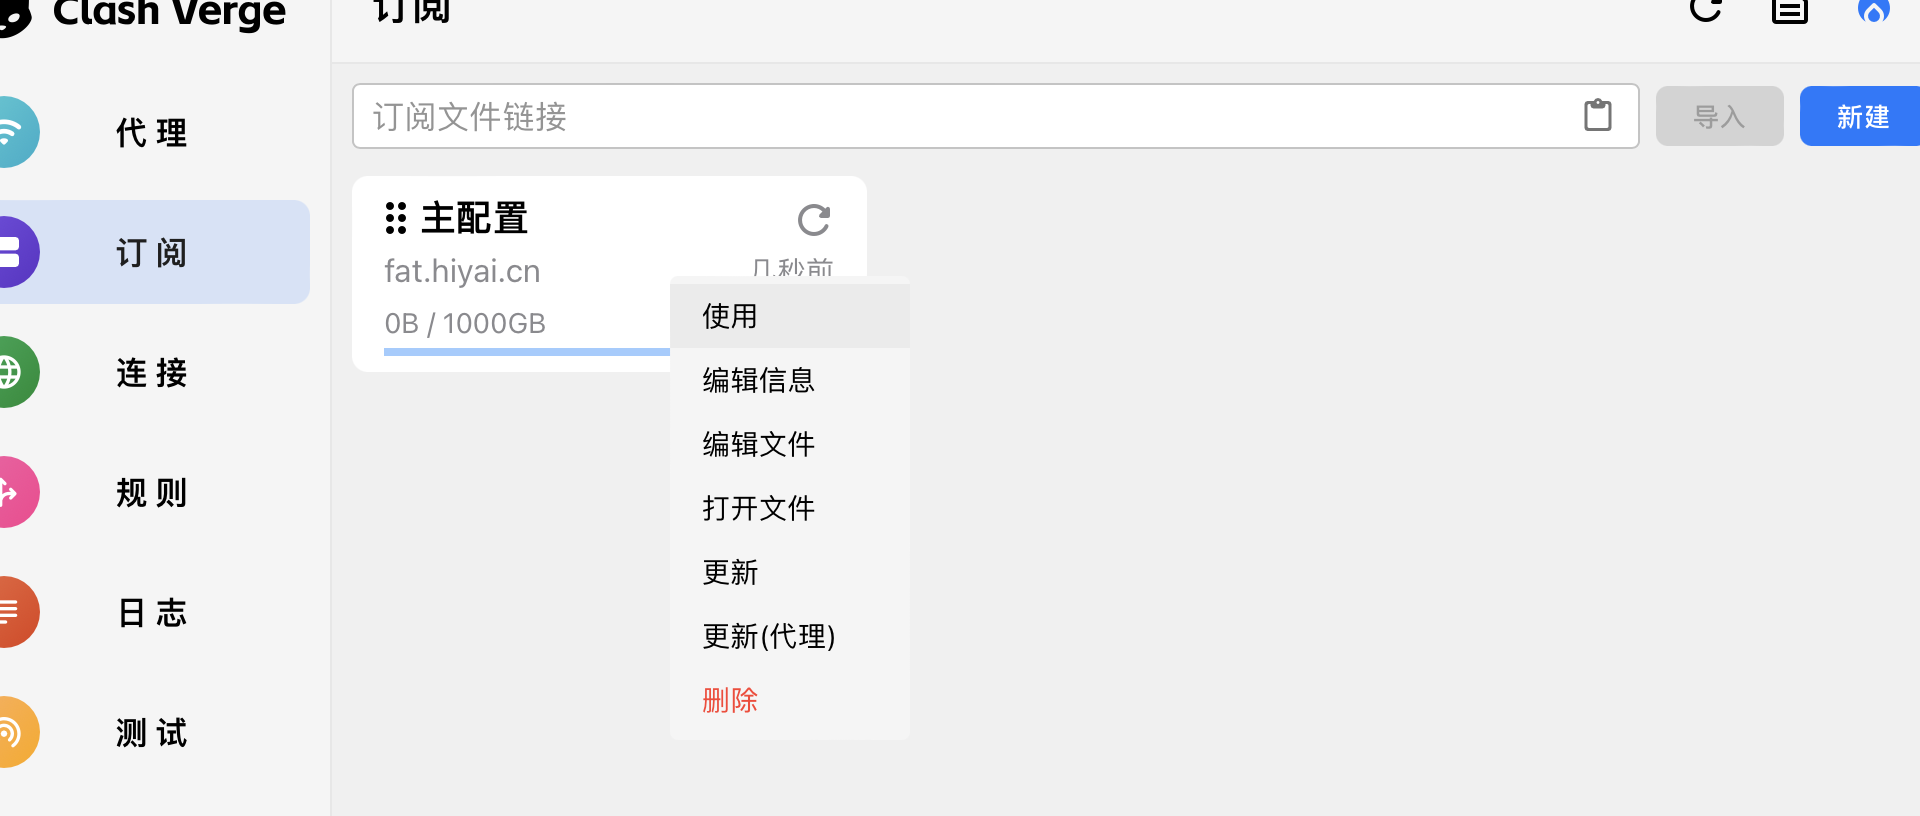 Clash Verge
订阅
代理
订阅
连接
规则
日志
测试
订阅文件链接
导入
新建
主配置
fat.hiyai.cn
几秒前
0B / 1000GB
使用
编辑信息
编辑文件
打开文件
更新
更新(代理)
删除